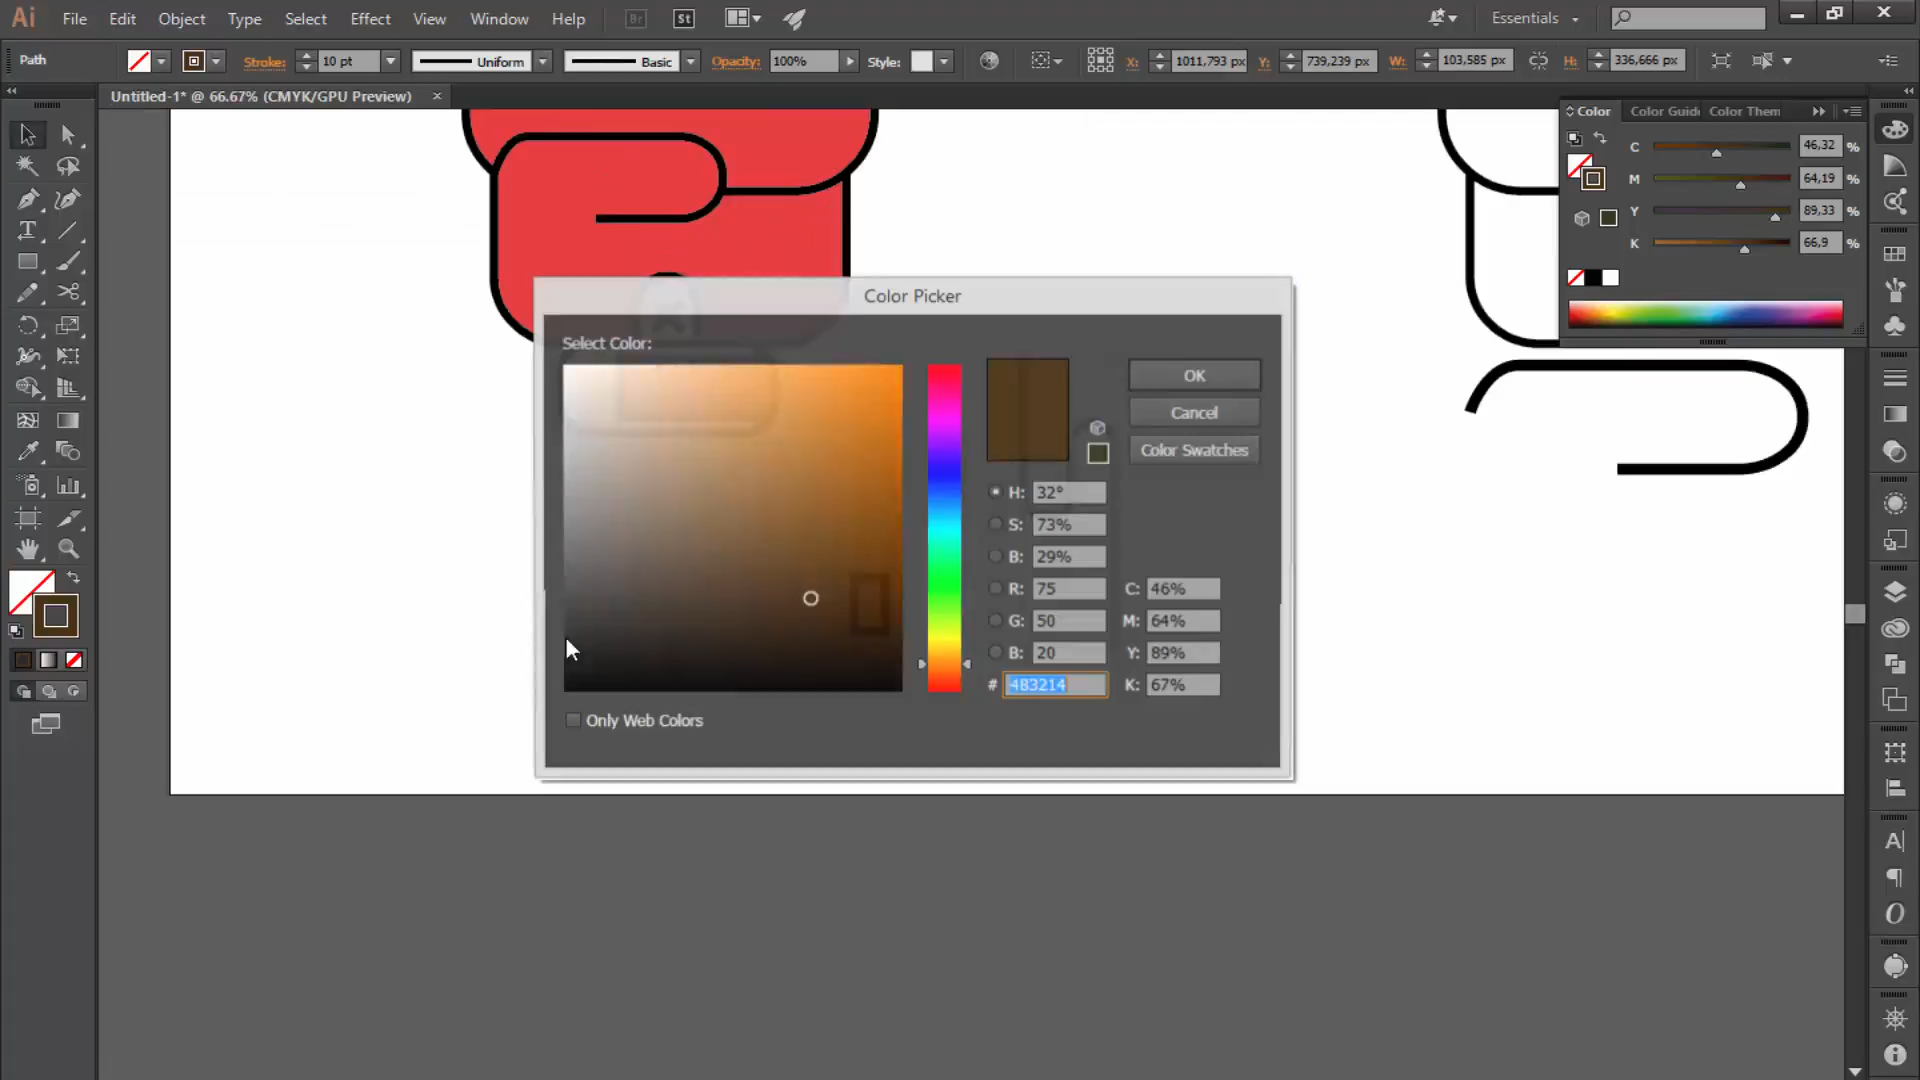 Ai File Edit Object Type Select Effect View Window Help Br St Essentials
Path Stroke: 10 pt Uniform Basic Opacity: 100% Style: X: 1011,793 px Y: 739,239 px W: 103,585 px H: 336,666 px
Untitled-1* @ 66.67% (CMYK/GPU Preview) ×
Color Color Guide Color Them
C 46,32 %
M 64,19 %
Y 89,33 %
K 66,9 %
Color Picker
Select Color:
OK
Cancel
Color Swatches
H: 32°
S: 73%
B: 29%
R: 75 C: 46%
G: 50 M: 64%
B: 20 Y: 89%
# 4B3214 K: 67%
Only Web Colors